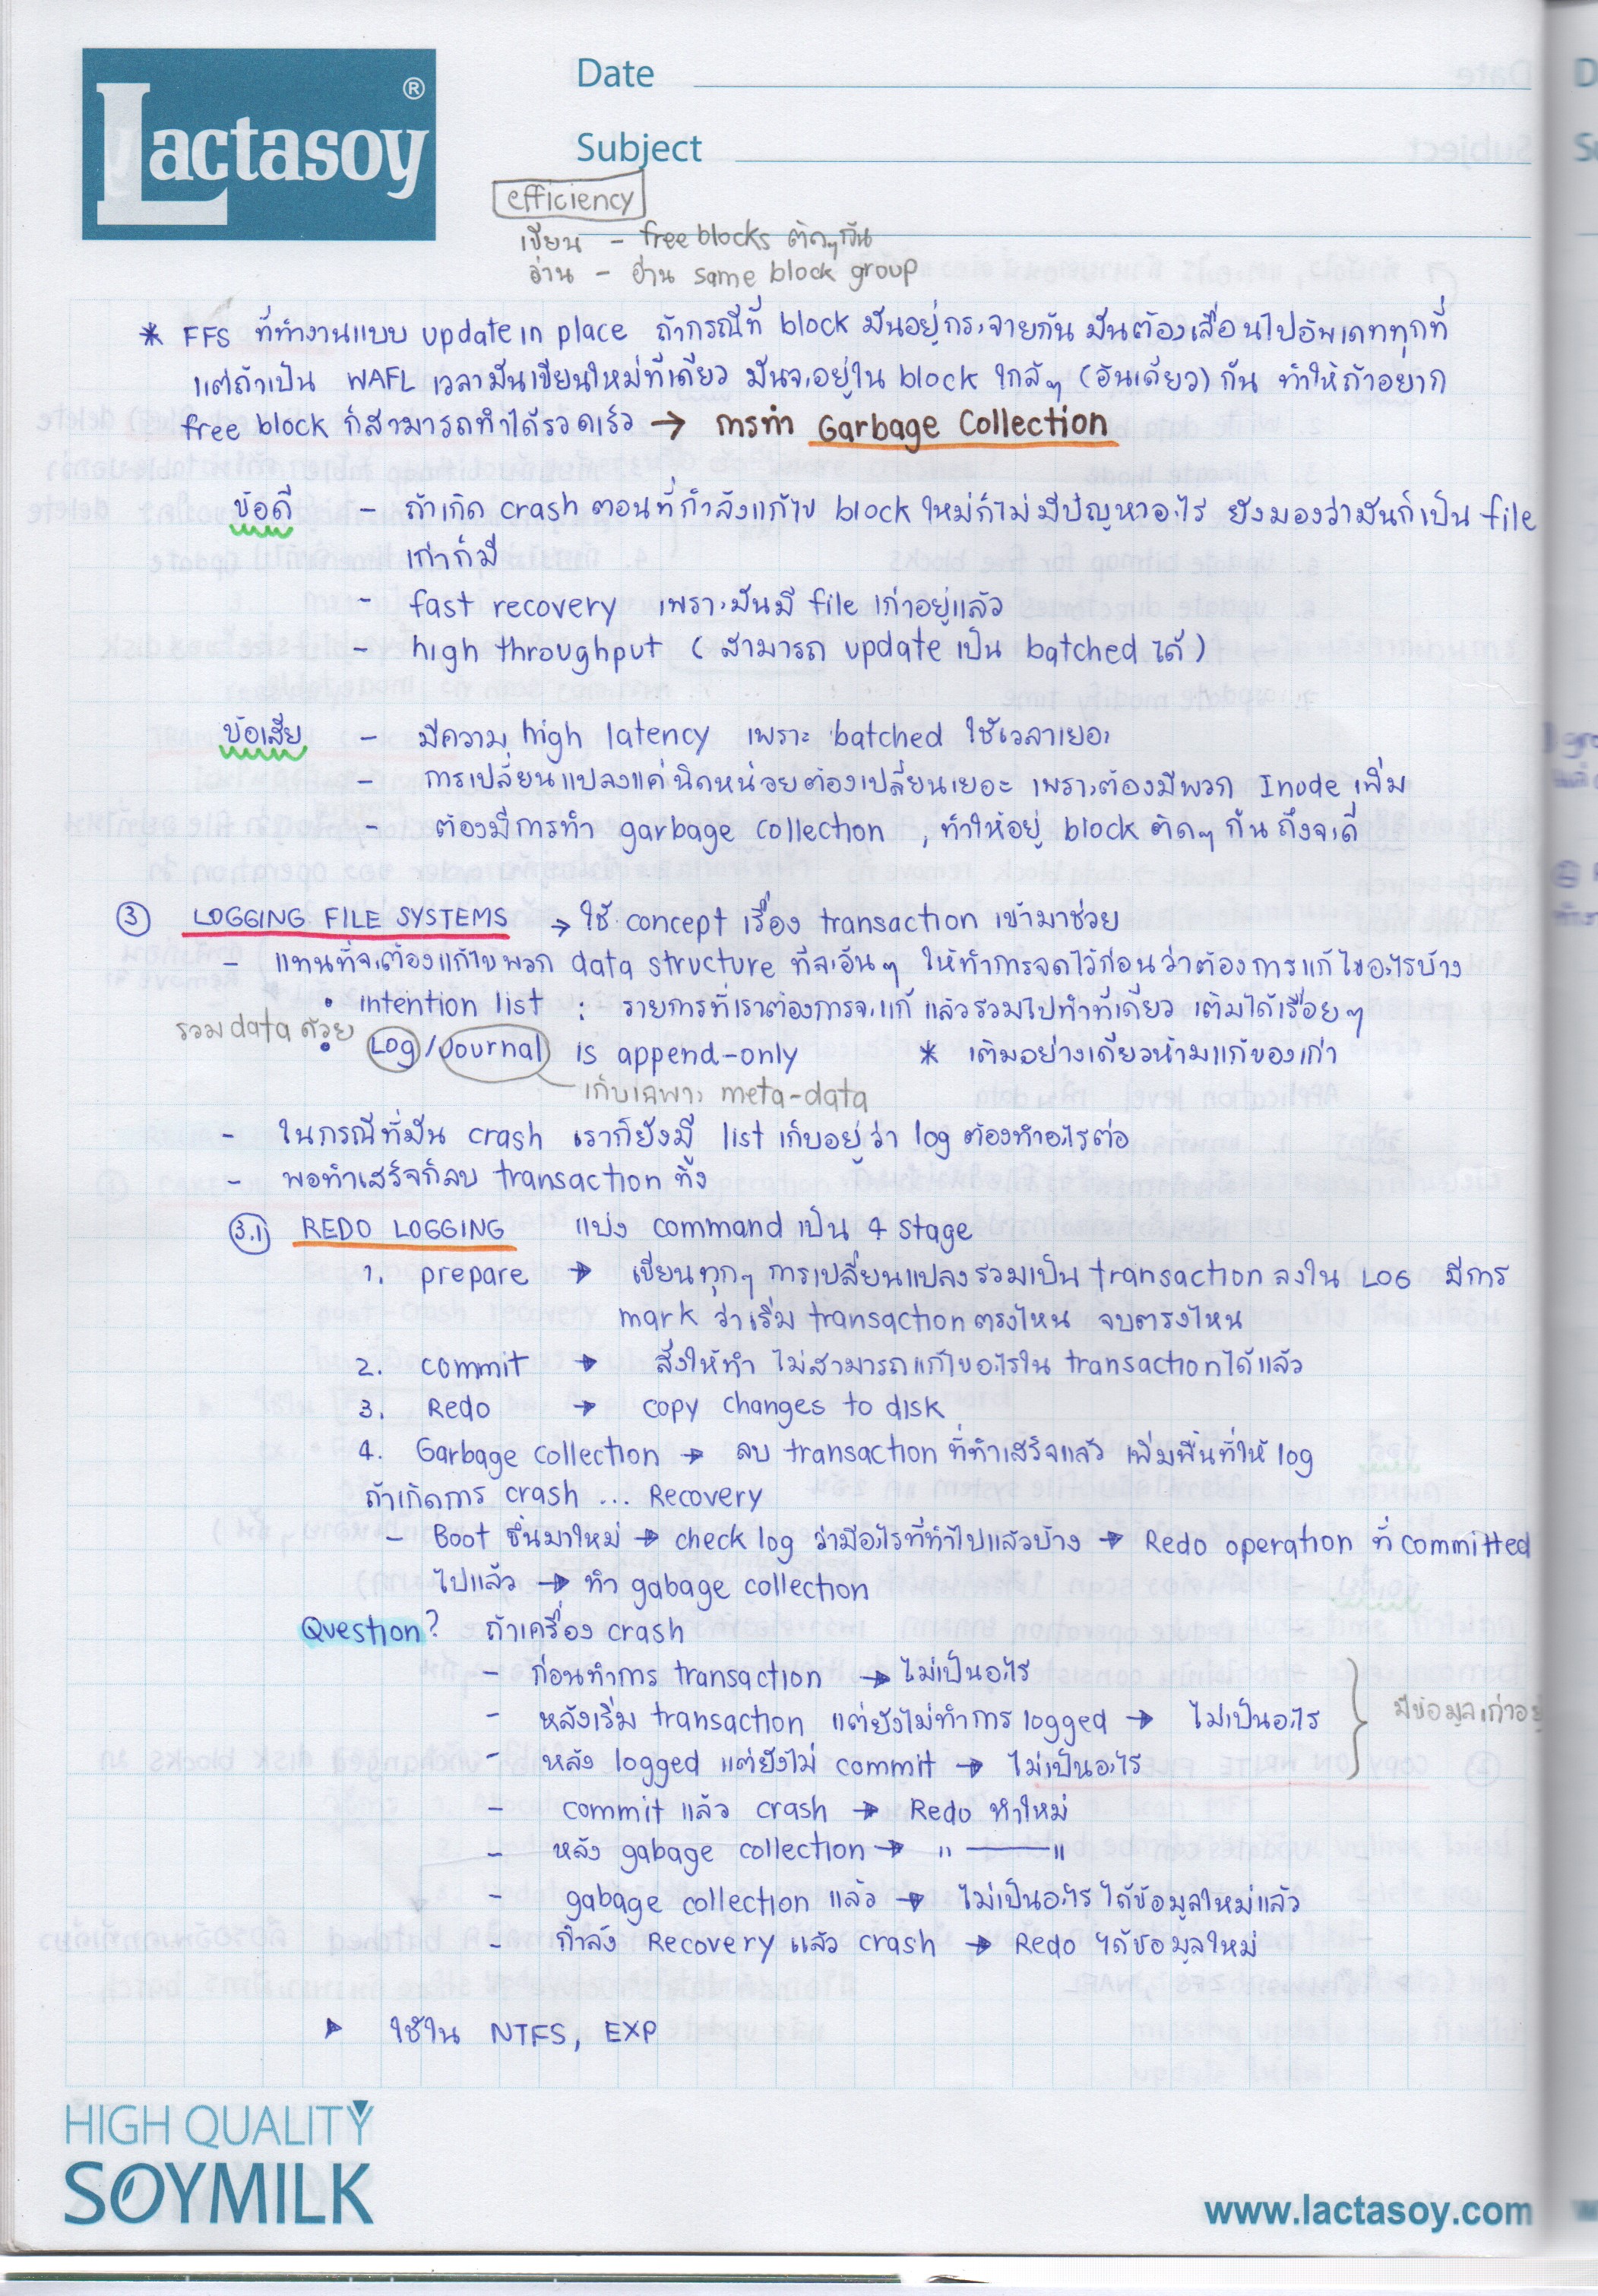 Lactasoy ®
Date
Subject
efficiency
เขียน - free blocks ติดๆกัน
อ่าน - อ่าน same block group
* FFS ที่ทำงานแบบ update in place ถ้ากรณีที่ block มันอยู่กระจายกัน มันต้องเลื่อนไปอัพเดททุกที่
แต่ถ้าเป็น WAFL เวลามันเขียนใหม่ทีเดียว มันจะอยู่ใน block ใกล้ๆ (อันเดียว) กัน ทำให้ถ้าอยาก
free block ก็สามารถทำได้รวดเร็ว → การทำ Garbage Collection
ข้อดี - ถ้าเกิด crash ตอนที่กำลังแก้ไข block ใหม่ก็ไม่มีปัญหาอะไร ยังมองว่ามันก็เป็น file
เก่าก็มี
- fast recovery เพราะมันมี file เก่าอยู่แล้ว
- high throughput (สามารถ update เป็น batched ได้)
ข้อเสีย - มีความ high latency เพราะ batched ใช้เวลาเยอะ
- การเปลี่ยนแปลงแค่นิดหน่อยต้องเปลี่ยนเยอะ เพราะต้องมีพวก Inode เพิ่ม
- ต้องมีการทำ garbage collection , ทำให้อยู่ block ติดๆ กัน ถึงจะดี
③ LOGGING FILE SYSTEMS → ใช้ concept เรื่อง transaction เข้ามาช่วย
- แทนที่จะต้องแก้ไขพวก data structure ทีละอันๆ ให้ทำการจดไว้ก่อนว่าต้องการแก้ไขอะไรบ้าง
• intention list : รายการที่เราต้องการจะแก้ แล้วรวมไปทำทีเดียว เติมได้เรื่อยๆ
รวม data ด้วย
• Log / Journal is append-only * เติมอย่างเดียวห้ามแก้ของเก่า
เก็บเฉพาะ meta-data
- ในกรณีที่มัน crash เราก็ยังมี list เก็บอยู่ว่า log ต้องทำอะไรต่อ
- พอทำเสร็จก็ลบ transaction ทิ้ง
3.1 REDO LOGGING แบ่ง command เป็น 4 stage
1. prepare → เขียนทุกๆ การเปลี่ยนแปลงรวมเป็น transaction ลงใน LOG มีการ
mark ว่าเริ่ม transaction ตรงไหน จบตรงไหน
2. commit → สั่งให้ทำ ไม่สามารถแก้ไขอะไรใน transaction ได้แล้ว
3. Redo → copy changes to disk
4. Garbage collection → ลบ transaction ที่ทำเสร็จแล้ว เพิ่มพื้นที่ให้ log
ถ้าเกิดการ crash ... Recovery
- Boot ขึ้นมาใหม่ → check log ว่ามีอะไรที่ทำไปแล้วบ้าง → Redo operation ที่ committed
ไปแล้ว → ทำ gabage collection
Question? ถ้าเครื่อง crash
- ก่อนทำการ transaction → ไม่เป็นอะไร
- หลังเริ่ม transaction แต่ยังไม่ทำการ logged → ไม่เป็นอะไร
มีข้อมูลเก่าอยู่
- หลัง logged แต่ยังไม่ commit → ไม่เป็นอะไร
- commit แล้ว crash → Redo ทำใหม่
- หลัง gabage collection → " ——— "
- gabage collection แล้ว → ไม่เป็นอะไร ได้ข้อมูลใหม่แล้ว
- กำลัง Recovery แล้ว crash → Redo ได้ข้อมูลใหม่
▶ ใช้ใน NTFS, EXP
HIGH QUALITY
SOYMILK
www.lactasoy.com